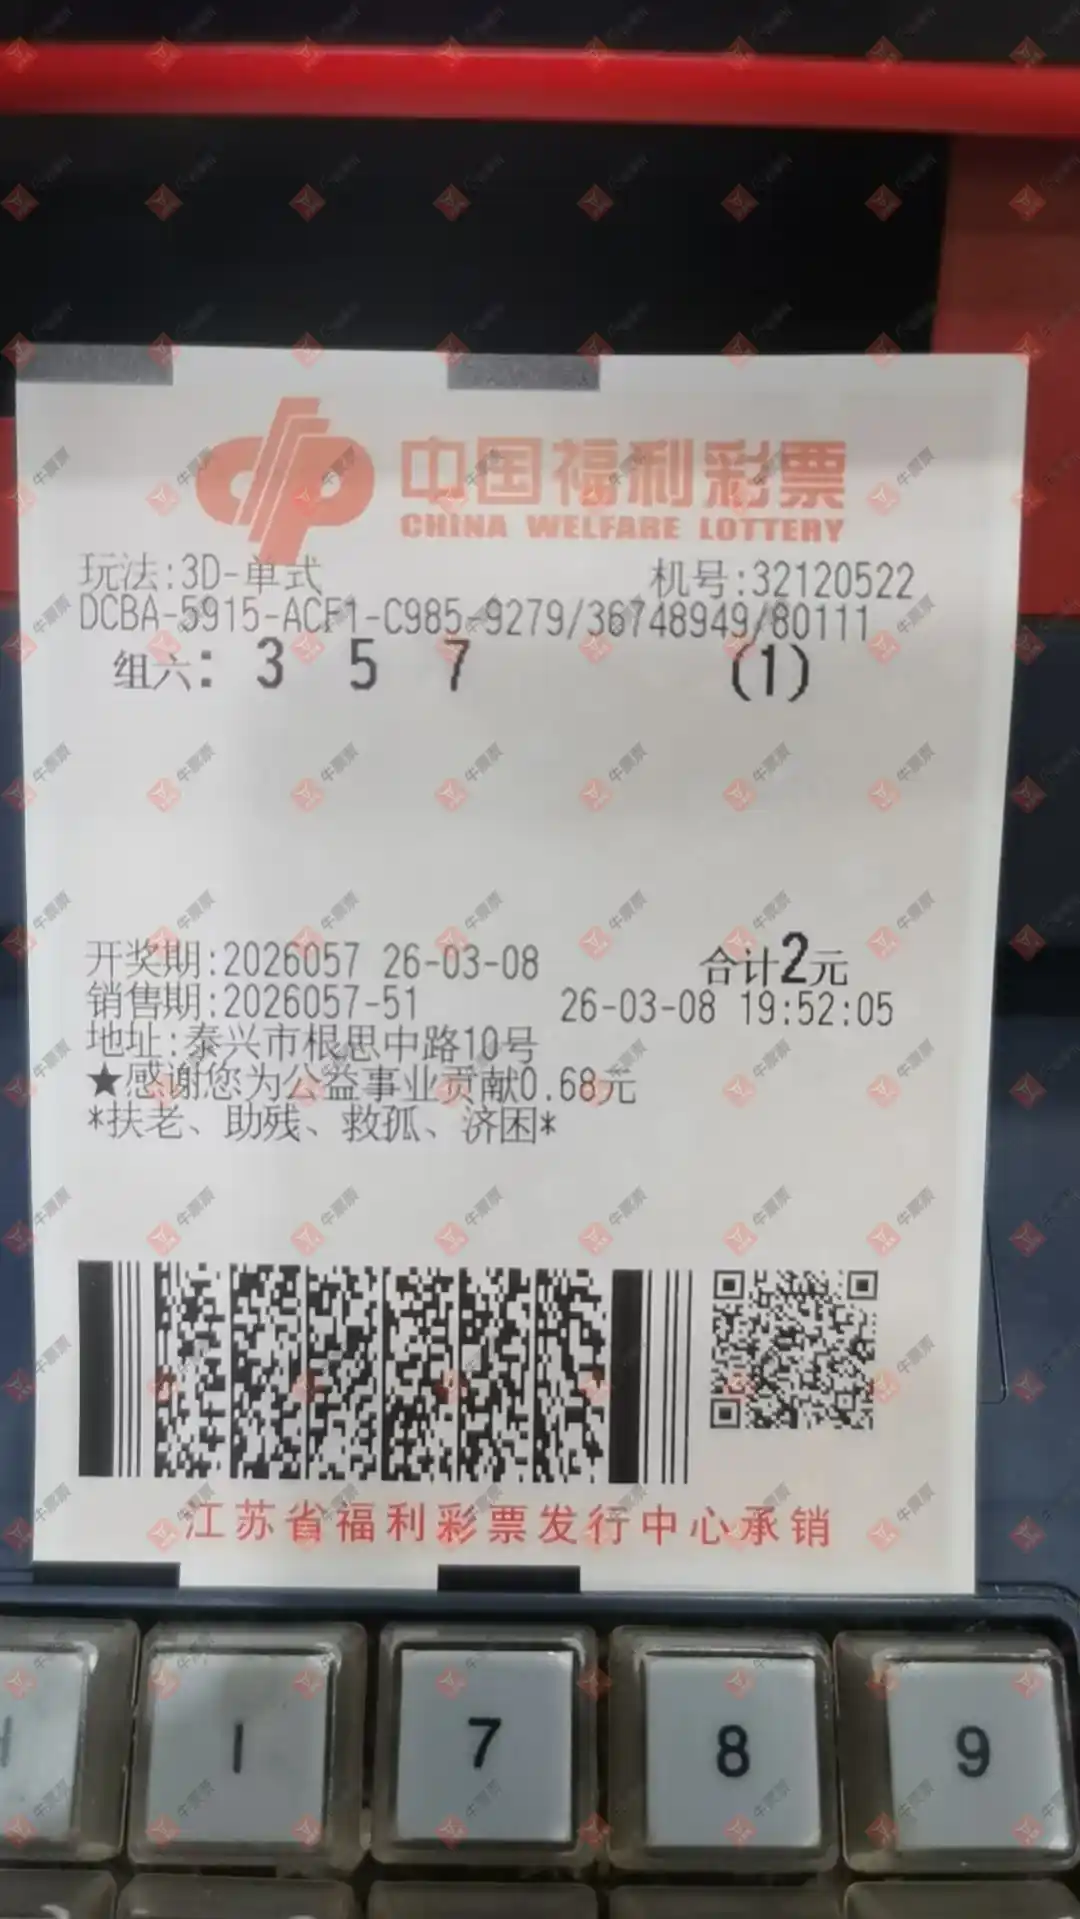 中国福利彩票
CHINA WELFARE LOTTERY
玩法:3D-单式 机号:32120522
DCBA-5915-ACF1-C985-9279/36748949/80111
组六: 3 5 7 (1)
开奖期:2026057 26-03-08 合计2元
销售期:2026057-51 26-03-08 19:52:05
地址:泰兴市根思中路10号
★感谢您为公益事业贡献0.68元
*扶老、助残、救孤、济困*
江苏省福利彩票发行中心承销
7 8 9
牛票票